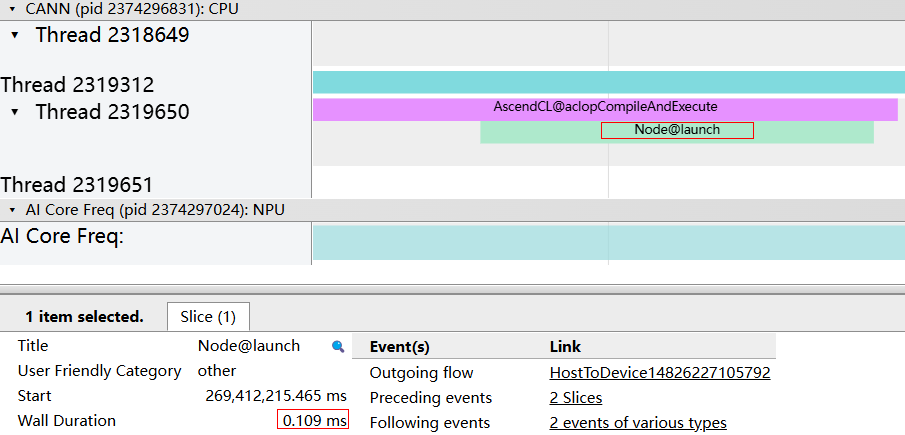 CANN (pid 2374296831): CPU
Thread 2318649
Thread 2319312
Thread 2319650
AscendCL@aclopCompileAndExecute
Node@launch
Thread 2319651
AI Core Freq (pid 2374297024): NPU
AI Core Freq:
1 item selected. Slice (1)
Title Node@launch Event(s) Link
User Friendly Category other Outgoing flow HostToDevice14826227105792
Start 269,412,215.465 ms Preceding events 2 Slices
Wall Duration 0.109 ms Following events 2 events of various types